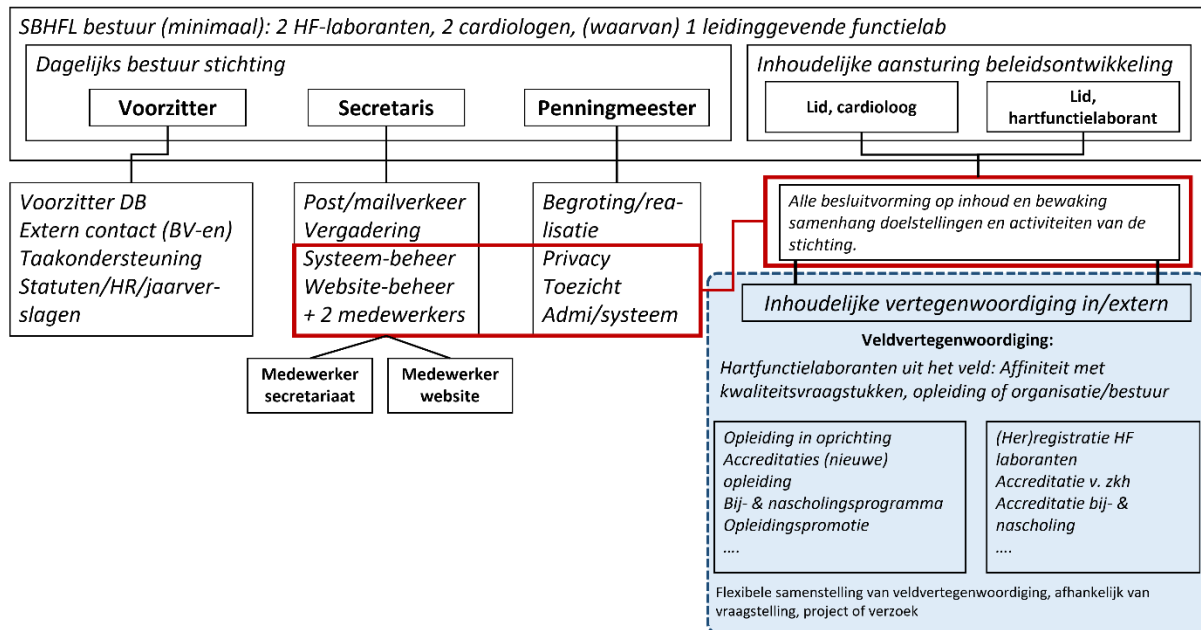 SBHFL bestuur (minimaal): 2 HF-laboranten, 2 cardiologen, (waarvan) 1 leidinggevende functielab
Dagelijks bestuur stichting
Voorzitter
Secretaris
Penningmeester
Inhoudelijke aansturing beleidsontwikkeling
Lid, cardioloog
Lid,
hartfunctielaborant
Voorzitter DB
Extern contact (BV-en)
Taakondersteuning
Statuten/HR/jaarver-
slagen
Post/mailverkeer
Vergadering
Systeem-beheer
Website-beheer
+ 2 medewerkers
Begroting/rea-
lisatie
Privacy
Toezicht
Admi/systeem
Medewerker
secretariaat
Medewerker
website
Alle besluitvorming op inhoud en bewaking
samenhang doelstellingen en activiteiten van de
stichting.
Inhoudelijke vertegenwoordiging in/extern
Veldvertegenwoordiging:
Hartfunctielaboranten uit het veld: Affiniteit met
kwaliteitsvraagstukken, opleiding of organisatie/bestuur
Opleiding in oprichting
Accreditaties (nieuwe)
opleiding
Bij- & nascholingsprogramma
Opleidingspromotie
....
(Her)registratie HF
laboranten
Accreditatie v. zkh
Accreditatie bij- &
nascholing
....
Flexibele samenstelling van veldvertegenwoordiging, afhankelijk van
vraagstelling, project of verzoek